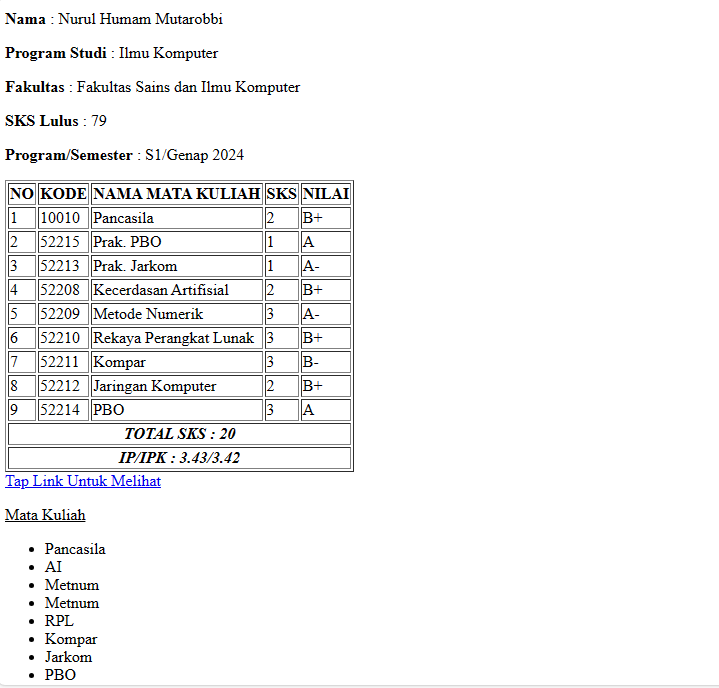 Nama : Nurul Humam Mutarobbi
Program Studi : Ilmu Komputer
Fakultas : Fakultas Sains dan Ilmu Komputer
SKS Lulus : 79
Program/Semester : S1/Genap 2024
NO KODE NAMA MATA KULIAH SKS NILAI
1 10010 Pancasila 2 B+
2 52215 Prak. PBO 1 A
3 52213 Prak. Jarkom 1 A-
4 52208 Kecerdasan Artifisial 2 B+
5 52209 Metode Numerik 3 A-
6 52210 Rekaya Perangkat Lunak 3 B+
7 52211 Kompar 3 B-
8 52212 Jaringan Komputer 2 B+
9 52214 PBO 3 A
TOTAL SKS : 20
IP/IPK : 3.43/3.42
Tap Link Untuk Melihat
Mata Kuliah
• Pancasila
• AI
• Metnum
• Metnum
• RPL
• Kompar
• Jarkom
• PBO